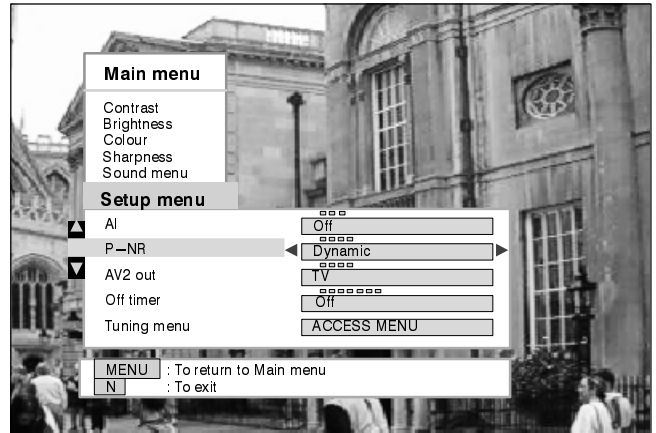 Main menu
Contrast
Brightness
Colour
Sharpness
Sound menu
Setup menu
AI Off
P–NR Dynamic
AV2 out TV
Off timer Off
Tuning menu ACCESS MENU
MENU : To return to Main menu
N : To exit